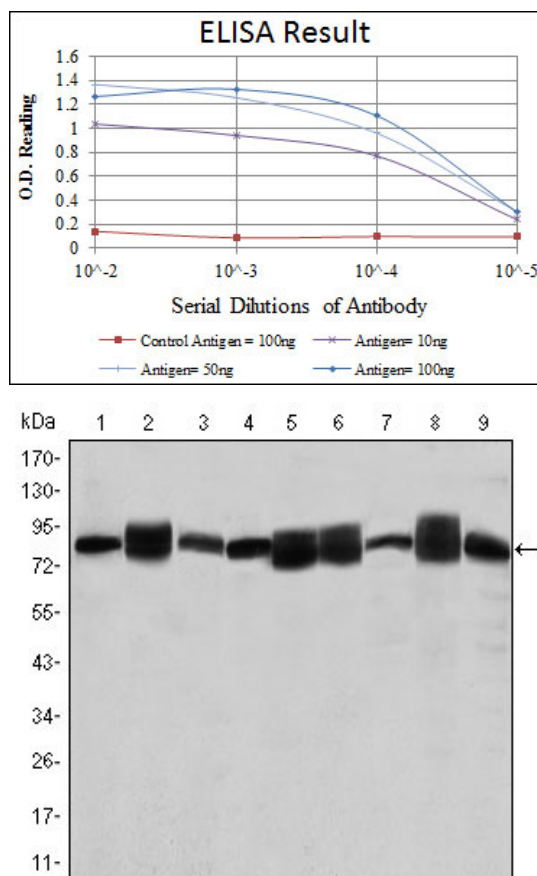 ELISA Result
1.6
1.4
1.2
1
0.8
0.6
0.4
0.2
0
O.D. Reading
10^-2 10^-3 10^-4 10^-5
Serial Dilutions of Antibody
Control Antigen = 100ng Antigen= 10ng
Antigen= 50ng Antigen= 100ng
kDa 1 2 3 4 5 6 7 8 9
170-
130-
95-
72-
55-
43-
34-
26-
17-
11-